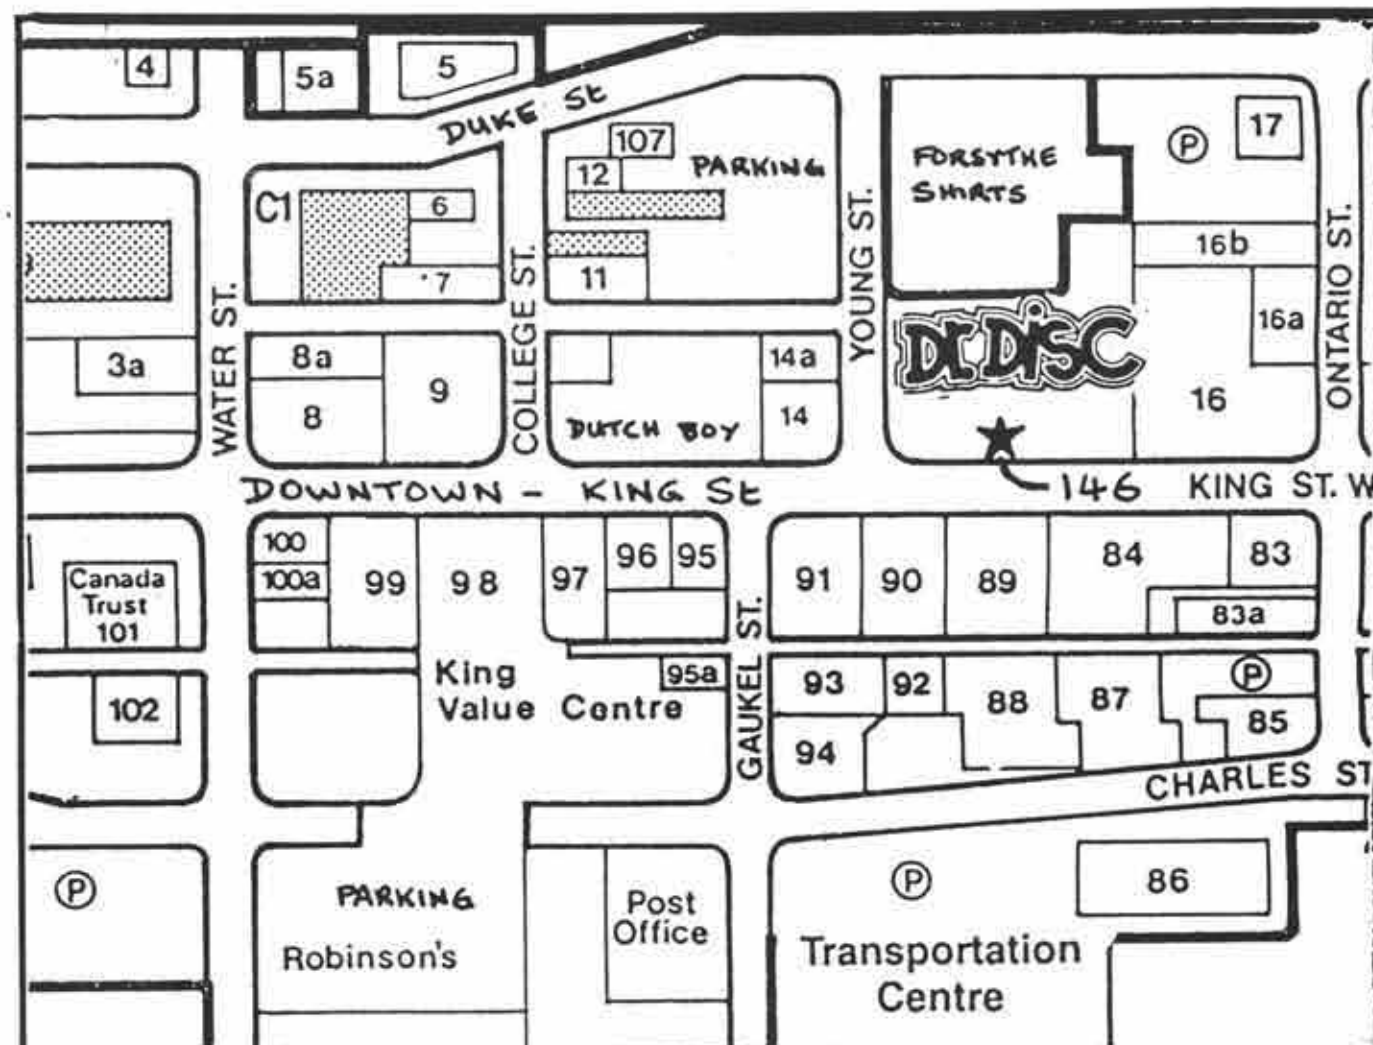 4
5a
5
DUKE St
107
12
PARKING
FORSYTHE
SHIRTS
P
17
C1
6
7
11
16b
16a
WATER ST.
COLLEGE ST.
YOUNG ST.
ONTARIO ST.
3a
8a
8
9
14a
14
DUTCH BOY
Dr DISC
16
DOWNTOWN - KING St
146
KING ST. W
100
100a
99
98
97
96
95
91
90
89
84
83
83a
Canada
Trust
101
102
King
Value Centre
95a
GAUKEL ST.
93
92
88
87
P
85
94
CHARLES ST
P
PARKING
Robinson's
Post
Office
P
86
Transportation
Centre